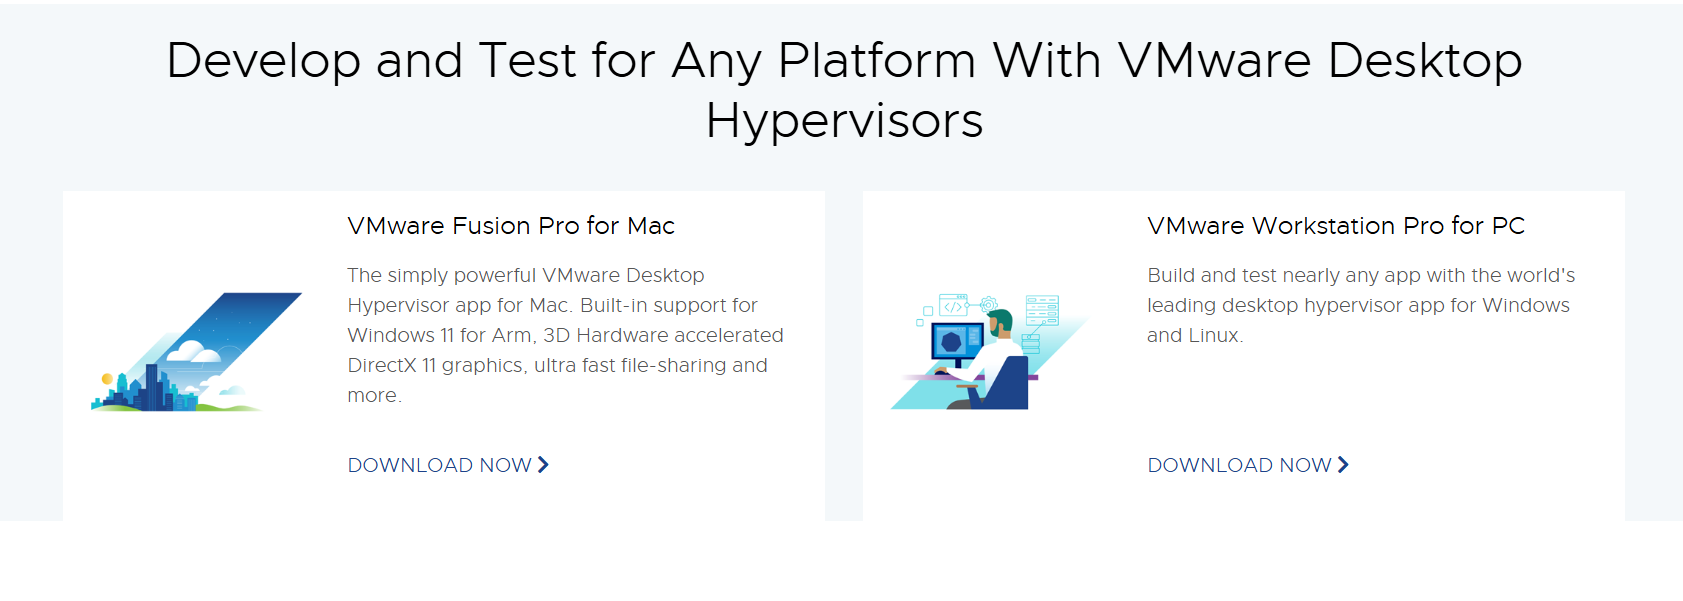 Develop and Test for Any Platform With VMware Desktop
Hypervisors
VMware Fusion Pro for Mac
The simply powerful VMware Desktop
Hypervisor app for Mac. Built-in support for
Windows 11 for Arm, 3D Hardware accelerated
DirectX 11 graphics, ultra fast file-sharing and
more.
DOWNLOAD NOW
VMware Workstation Pro for PC
Build and test nearly any app with the world's
leading desktop hypervisor app for Windows
and Linux.
DOWNLOAD NOW